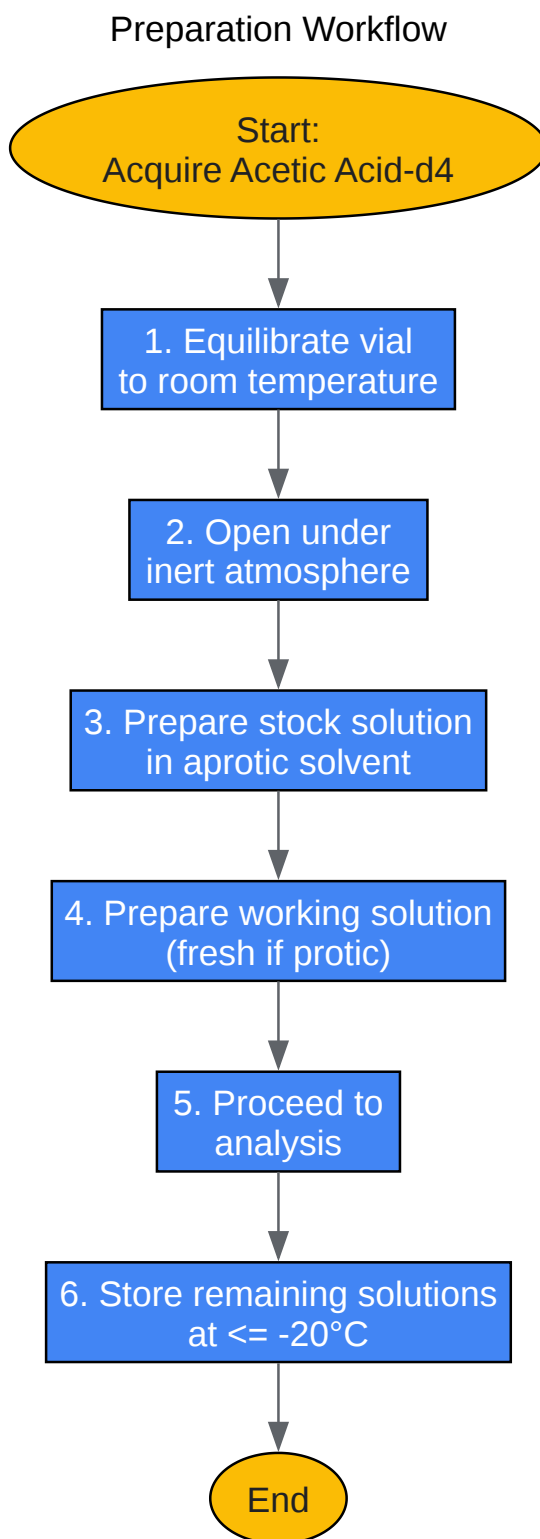 Preparation Workflow
Start:
Acquire Acetic Acid-d4
1. Equilibrate vial
to room temperature
2. Open under
inert atmosphere
3. Prepare stock solution
in aprotic solvent
4. Prepare working solution
(fresh if protic)
5. Proceed to
analysis
6. Store remaining solutions
at <= -20°C
End